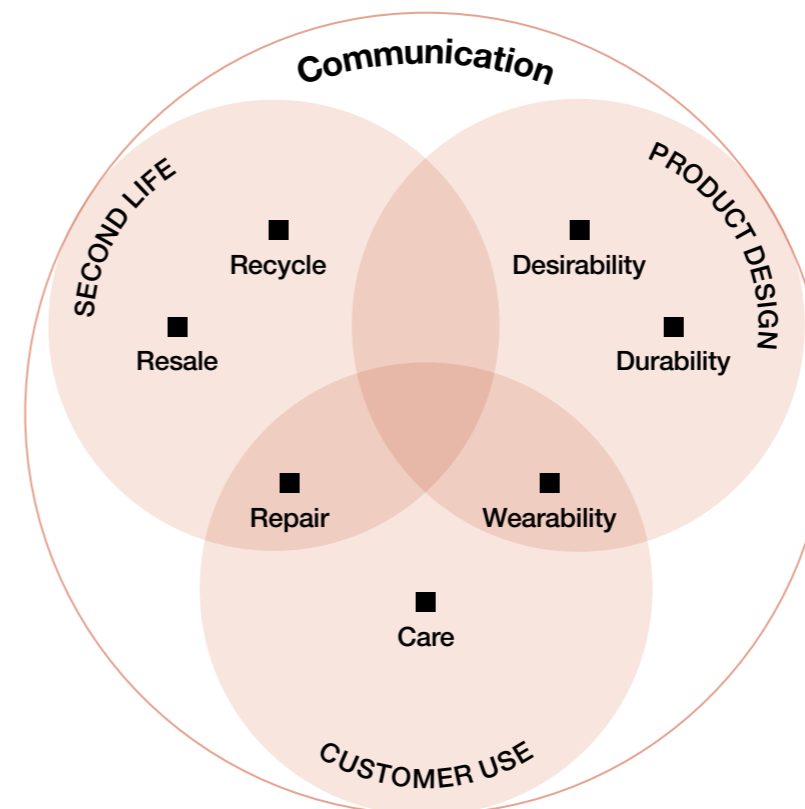 Communication
SECOND LIFE
PRODUCT DESIGN
Recycle
Desirability
Resale
Durability
Repair
Wearability
Care
CUSTOMER USE